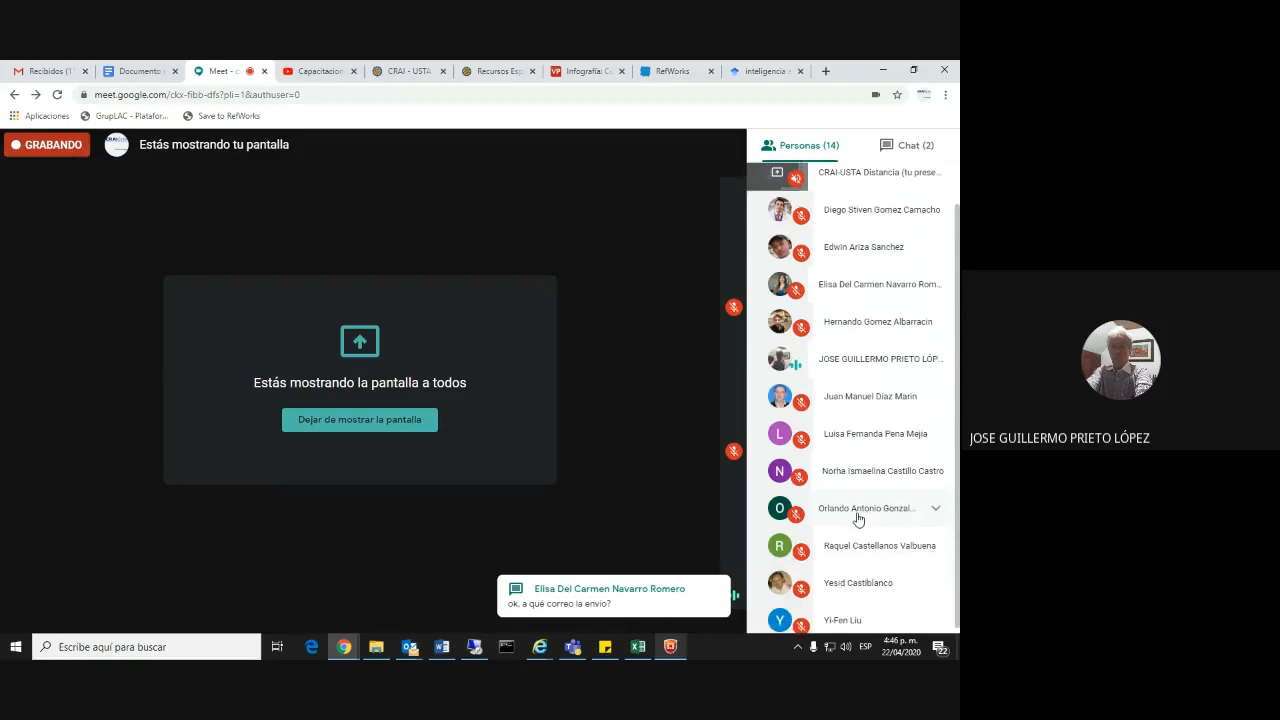 Recibidos (1
Documento
Meet - c
Capacitacion
CRAI - USTA
Recursos Esp
Infografía: C
RefWorks
inteligencia
meet.google.com/ckx-fibb-dfs?pli=1&authuser=0
Aplicaciones
GrupLAC - Platafor...
Save to RefWorks
GRABANDO
Estás mostrando tu pantalla
Personas (14)
Chat (2)
CRAI-USTA Distancia (tu prese...
Diego Stiven Gomez Camacho
Edwin Ariza Sanchez
Elisa Del Carmen Navarro Rom...
Hernando Gomez Albarracin
JOSE GUILLERMO PRIETO LÓP...
Juan Manuel Diaz Marin
L
Luisa Fernanda Pena Mejia
N
Norha Ismaelina Castillo Castro
O
Orlando Antonio Gonzal...
R
Raquel Castellanos Valbuena
Yesid Castiblanco
Y
Yi-Fen Liu
Estás mostrando la pantalla a todos
Dejar de mostrar la pantalla
Elisa Del Carmen Navarro Romero
ok, a qué correo la envío?
JOSE GUILLERMO PRIETO LÓPEZ
Escribe aquí para buscar
ESP
4:46 p. m.
22/04/2020
22